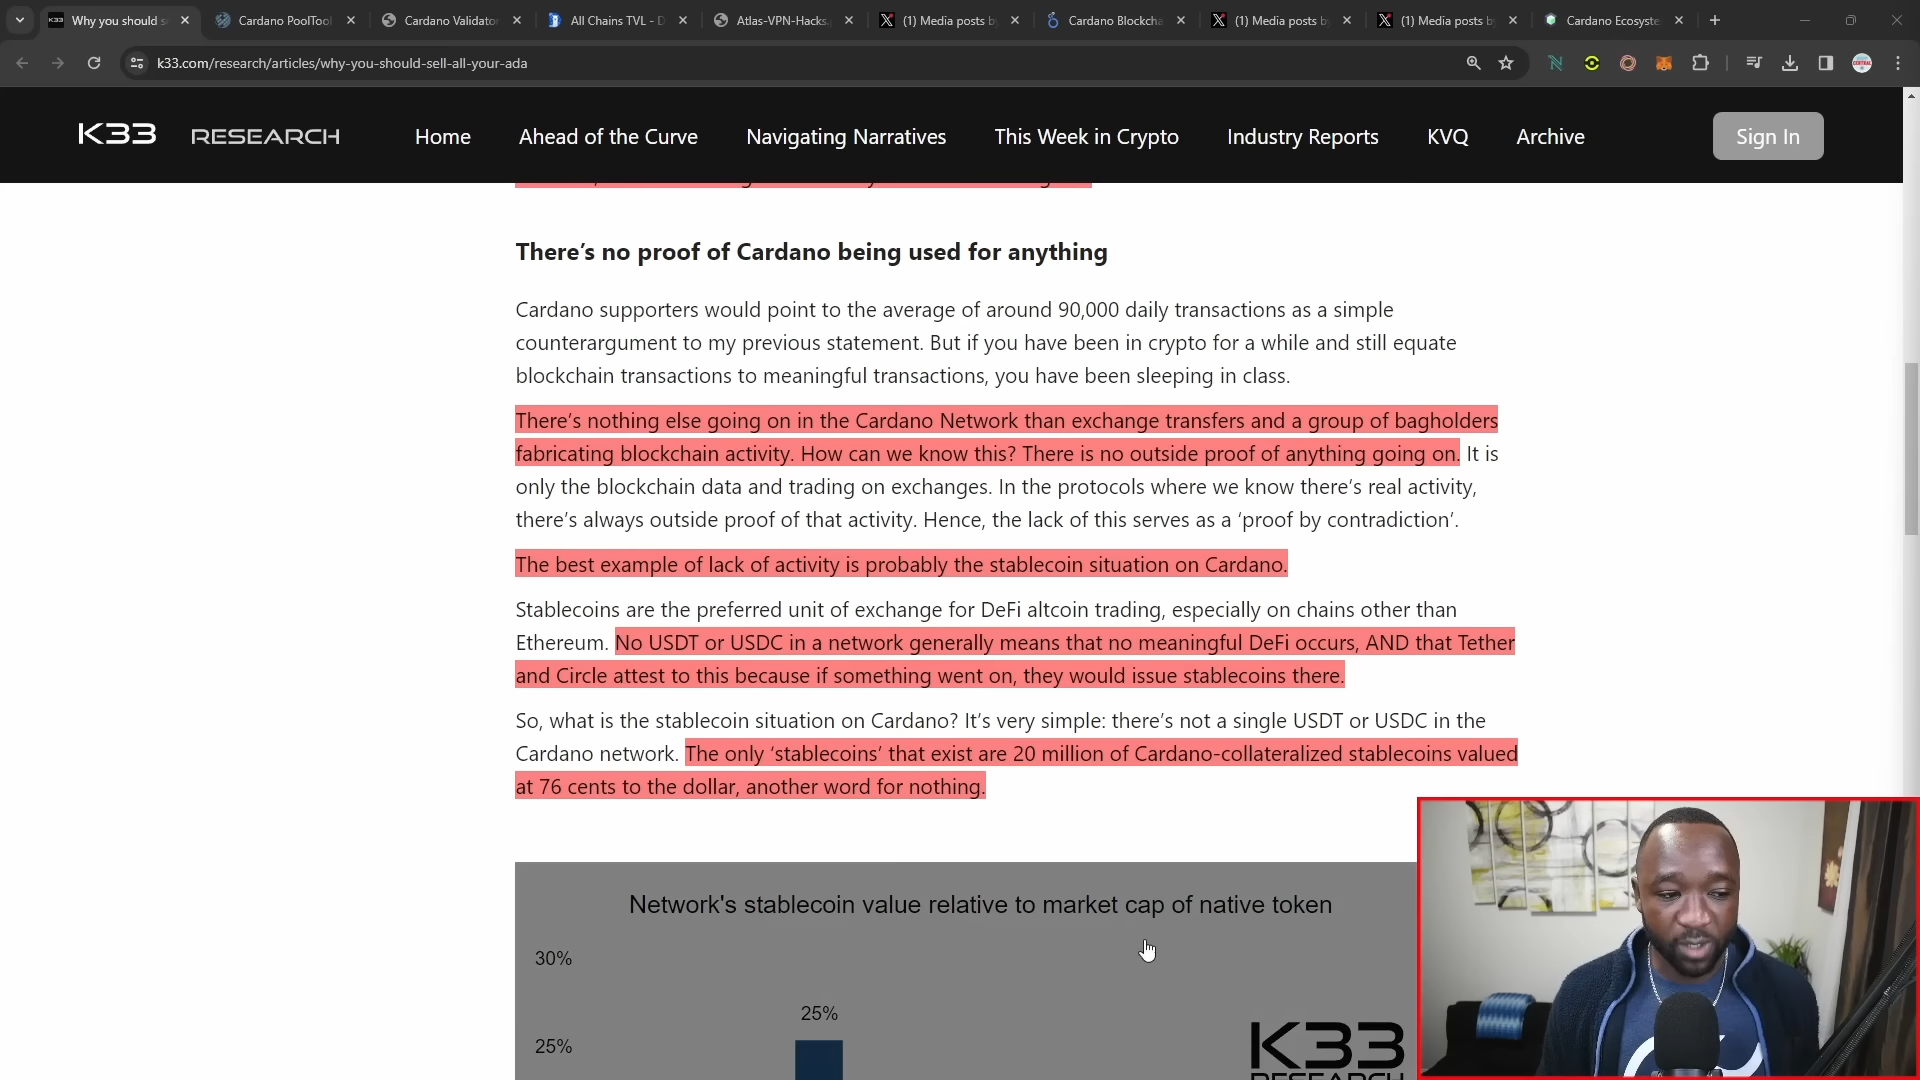 Why you should s
Cardano PoolTool
Cardano Validator
All Chains TVL - D
Atlas-VPN-Hacks.
(1) Media posts b
Cardano Blockcha
(1) Media posts b
(1) Media posts b
Cardano Ecosyste
k33.com/research/articles/why-you-should-sell-all-your-ada
K33 RESEARCH
Home
Ahead of the Curve
Navigating Narratives
This Week in Crypto
Industry Reports
KVQ
Archive
Sign In
There’s no proof of Cardano being used for anything
Cardano supporters would point to the average of around 90,000 daily transactions as a simple
counterargument to my previous statement. But if you have been in crypto for a while and still equate
blockchain transactions to meaningful transactions, you have been sleeping in class.
There’s nothing else going on in the Cardano Network than exchange transfers and a group of bagholders
fabricating blockchain activity. How can we know this? There is no outside proof of anything going on. It is
only the blockchain data and trading on exchanges. In the protocols where we know there’s real activity,
there’s always outside proof of that activity. Hence, the lack of this serves as a ‘proof by contradiction’.
The best example of lack of activity is probably the stablecoin situation on Cardano.
Stablecoins are the preferred unit of exchange for DeFi altcoin trading, especially on chains other than
Ethereum. No USDT or USDC in a network generally means that no meaningful DeFi occurs, AND that Tether
and Circle attest to this because if something went on, they would issue stablecoins there.
So, what is the stablecoin situation on Cardano? It’s very simple: there’s not a single USDT or USDC in the
Cardano network. The only ‘stablecoins’ that exist are 20 million of Cardano-collateralized stablecoins valued
at 76 cents to the dollar, another word for nothing.
Network's stablecoin value relative to market cap of native token
30%
25%
25%
K33
RESEARCH